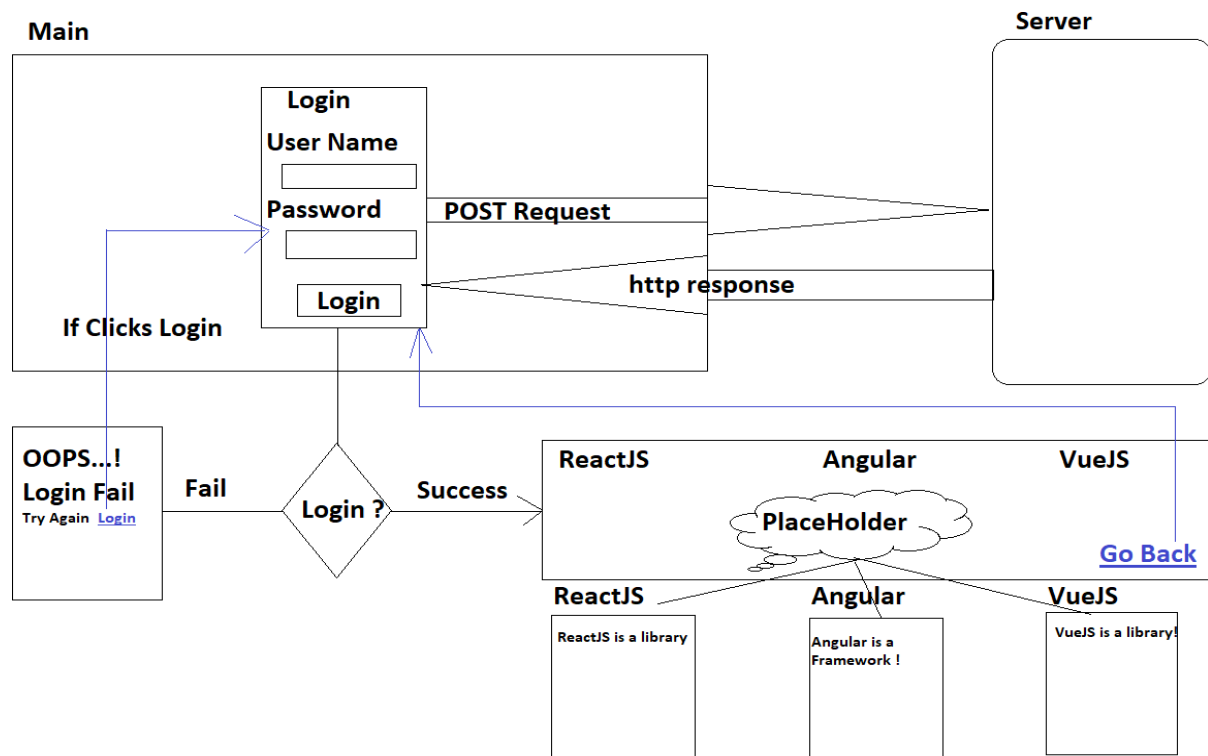 Main
Server
Login
User Name
Password
POST Request
http response
Login
If Clicks Login
OOPS...!
Login Fail
Try Again Login
Fail
Login ?
Success
ReactJS
Angular
VueJS
PlaceHolder
Go Back
ReactJS
Angular
VueJS
ReactJS is a library
Angular is a
Framework !
VueJS is a library!